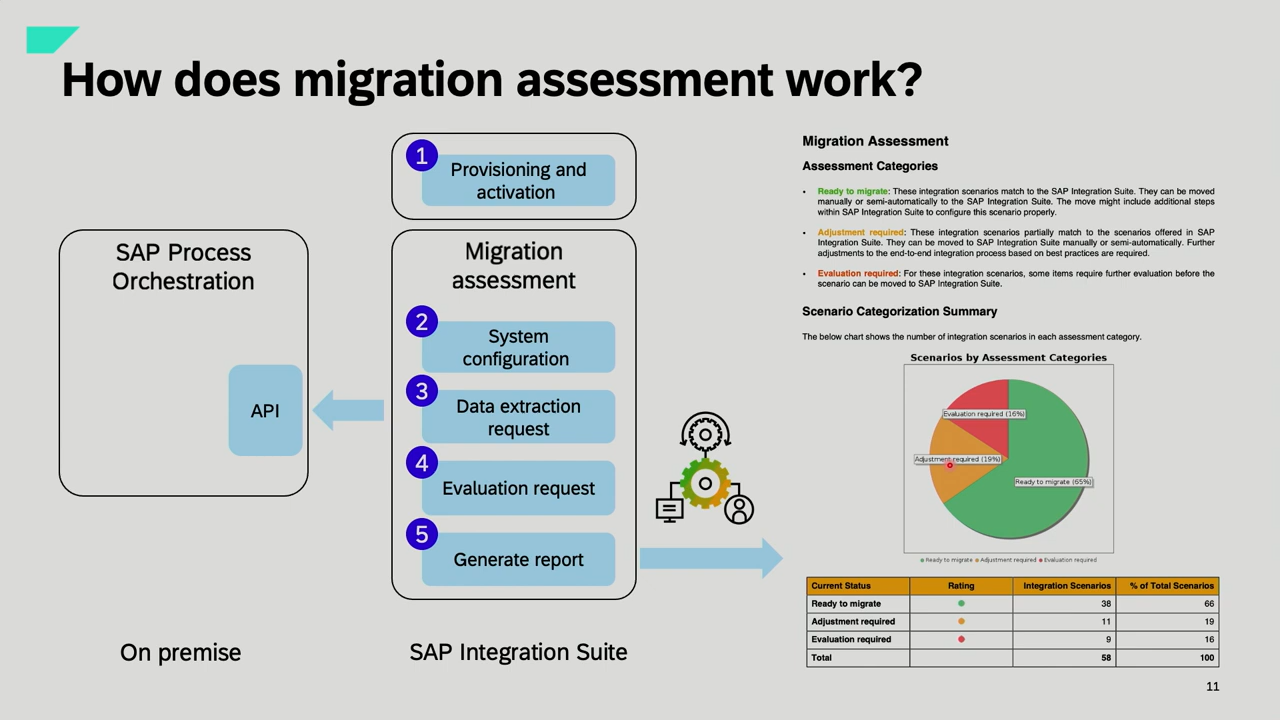 How does migration assessment work?
1
Provisioning and
activation
SAP Process
Orchestration
API
Migration
assessment
2
System
configuration
3
Data extraction
request
4
Evaluation request
5
Generate report
On premise
SAP Integration Suite
Migration Assessment
Assessment Categories
• Ready to migrate: These integration scenarios match to the SAP Integration Suite. They can be moved
manually or semi-automatically to the SAP Integration Suite. The move might include additional steps
within SAP Integration Suite to configure this scenario properly.
• Adjustment required: These integration scenarios partially match to the scenarios offered in SAP
Integration Suite. They can be moved to SAP Integration Suite manually or semi-automatically. Further
adjustments to the end-to-end integration process based on best practices are required.
• Evaluation required: For these integration scenarios, some items require further evaluation before the
scenario can be moved to SAP Integration Suite.
Scenario Categorization Summary
The below chart shows the number of integration scenarios in each assessment category.
Scenarios by Assessment Categories
Evaluation required (16%)
Adjustment required (19%)
Ready to migrate (65%)
Ready to migrate Adjustment required Evaluation required
Current Status Rating Integration Scenarios % of Total Scenarios
Ready to migrate 38 66
Adjustment required 11 19
Evaluation required 9 16
Total 58 100
11